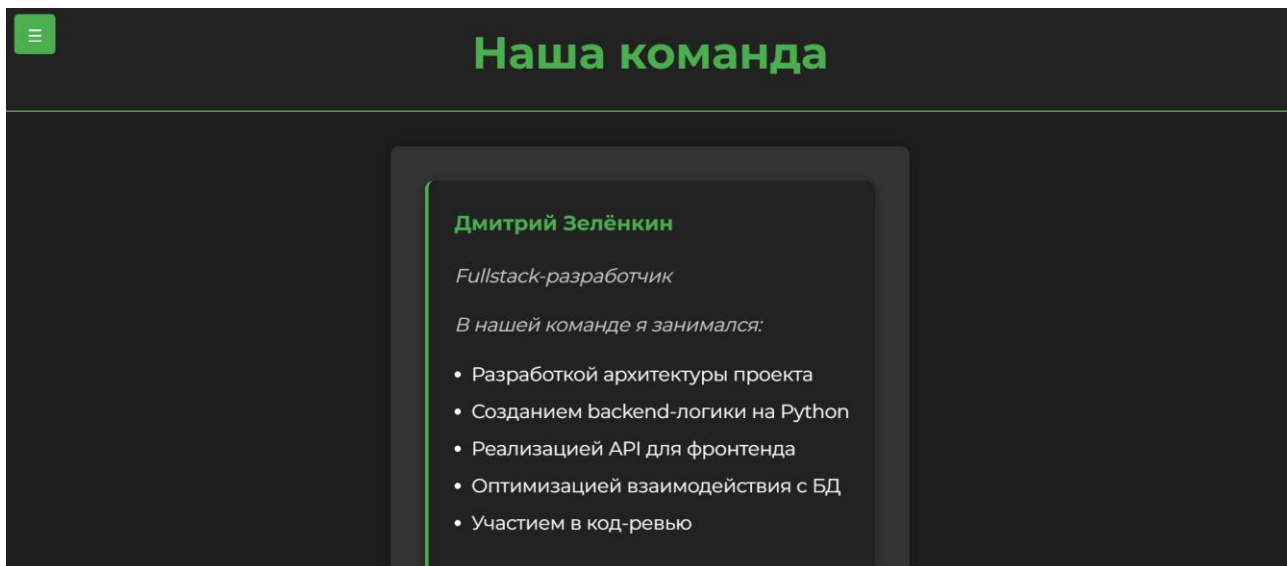 ☰
Наша команда
Дмитрий Зелёнкин
Fullstack-разработчик
В нашей команде я занимался:
• Разработкой архитектуры проекта
• Созданием backend-логики на Python
• Реализацией API для фронтенда
• Оптимизацией взаимодействия с БД
• Участием в код-ревью